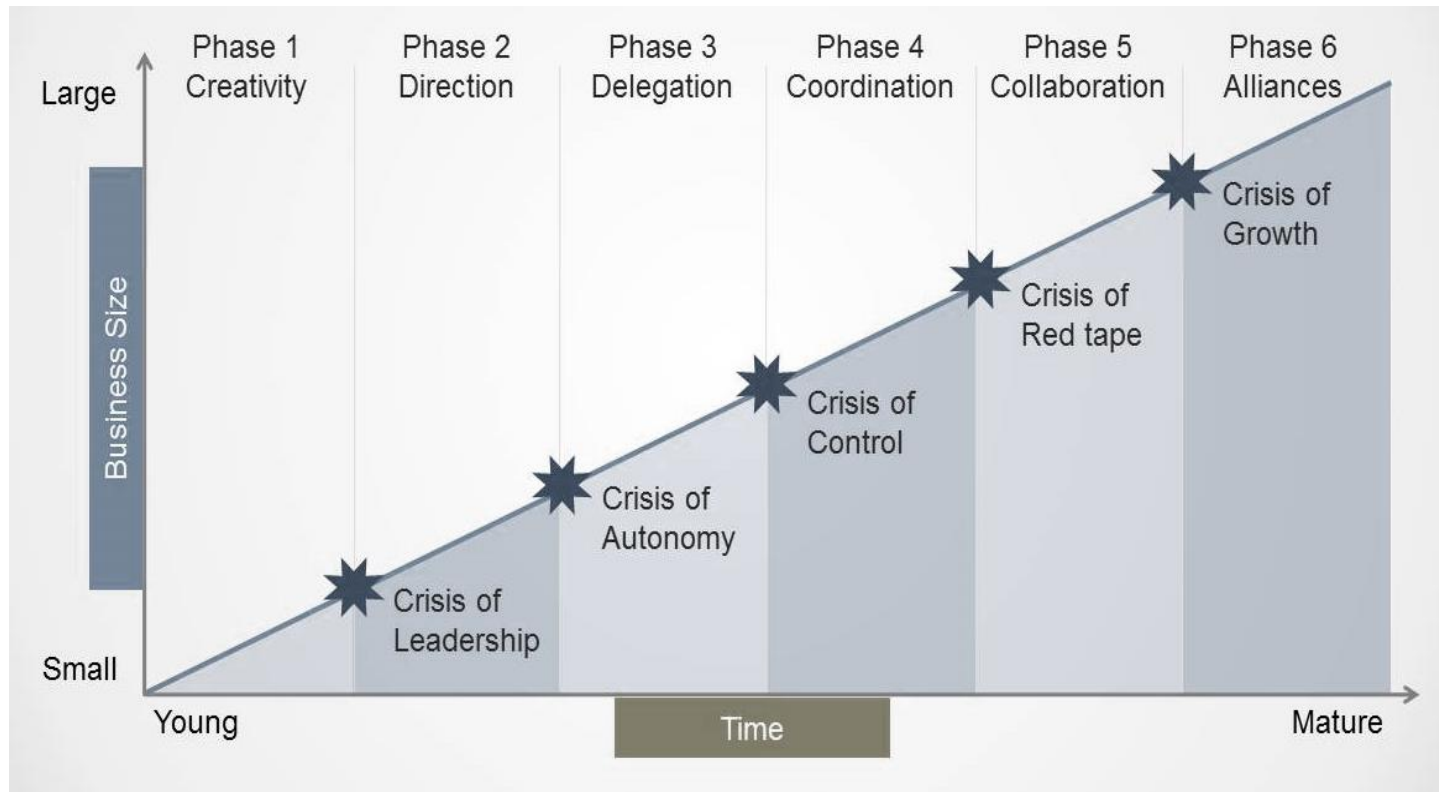 Phase 1
Creativity
Phase 2
Direction
Phase 3
Delegation
Phase 4
Coordination
Phase 5
Collaboration
Phase 6
Alliances
Large
Business Size
Small
Crisis of
Growth
Crisis of
Red tape
Crisis of
Control
Crisis of
Autonomy
Crisis of
Leadership
Young
Time
Mature